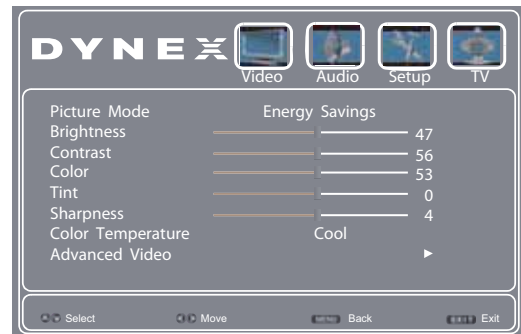 DYNEX
Video Audio Setup TV
Picture Mode Energy Savings
Brightness 47
Contrast 56
Color 53
Tint 0
Sharpness 4
Color Temperature Cool
Advanced Video
Select Move MENU Back EXIT Exit